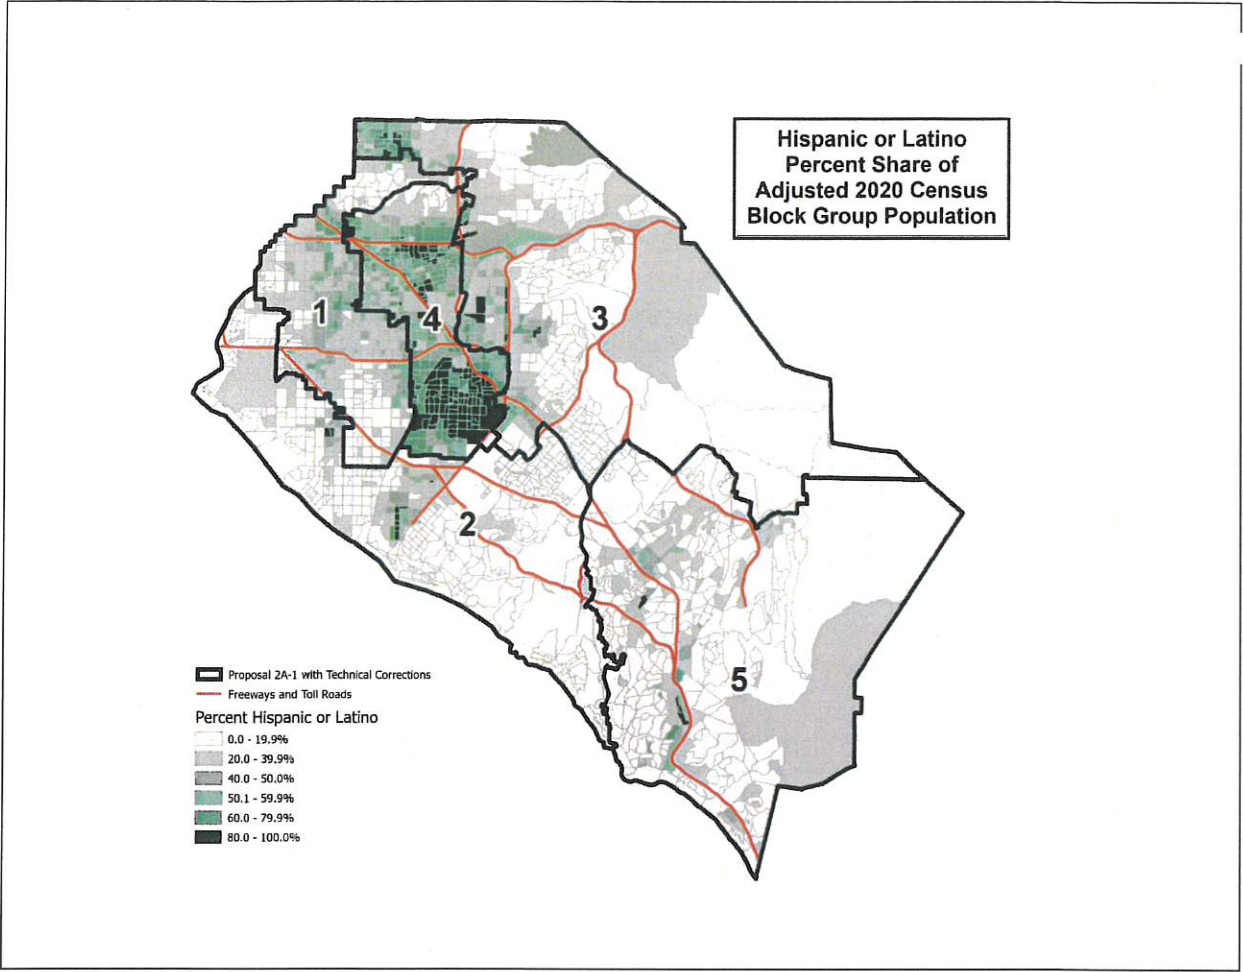 Hispanic or Latino
Percent Share of
Adjusted 2020 Census
Block Group Population
1
4
3
2
5
Proposal 2A-1 with Technical Corrections
Freeways and Toll Roads
Percent Hispanic or Latino
0.0 - 19.9%
20.0 - 39.9%
40.0 - 50.0%
50.1 - 59.9%
60.0 - 79.9%
80.0 - 100.0%